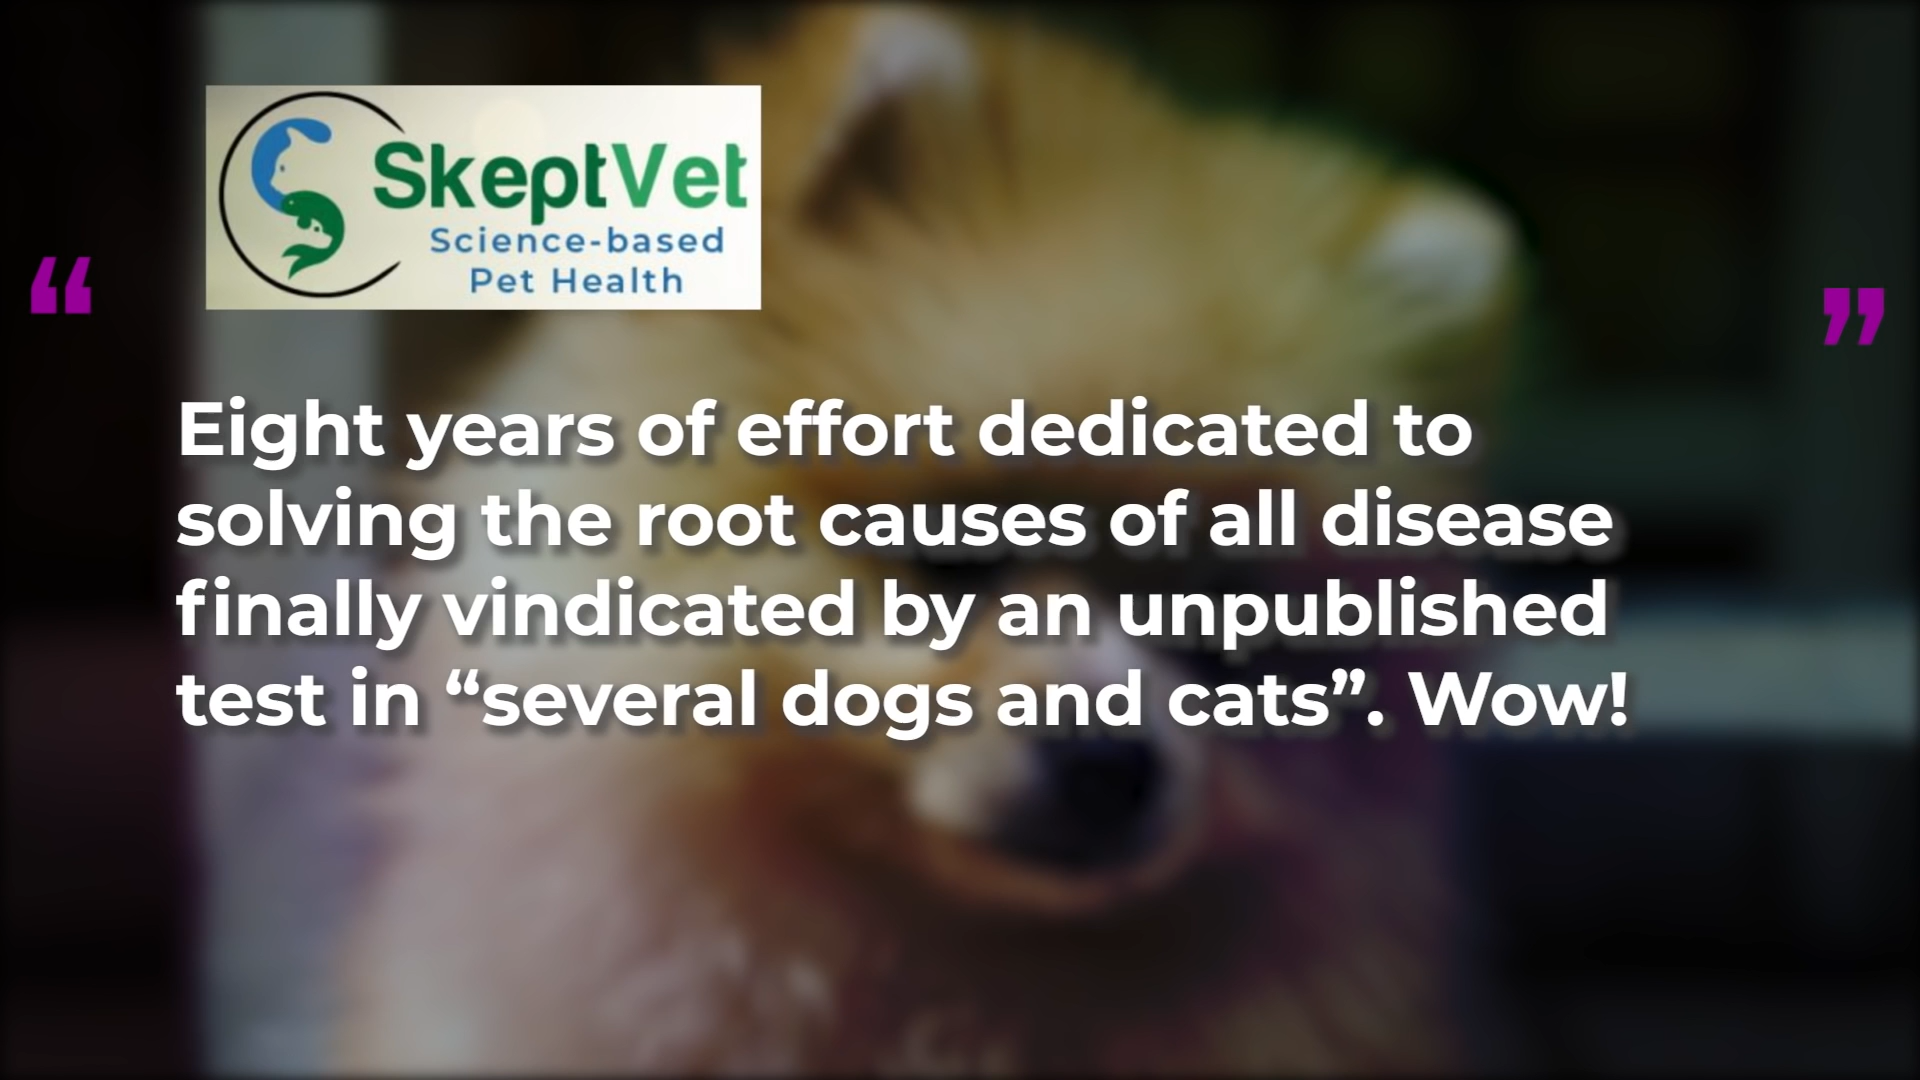 SkeptVet
Science-based
Pet Health
“
”
Eight years of effort dedicated to
solving the root causes of all disease
finally vindicated by an unpublished
test in “several dogs and cats”. Wow!